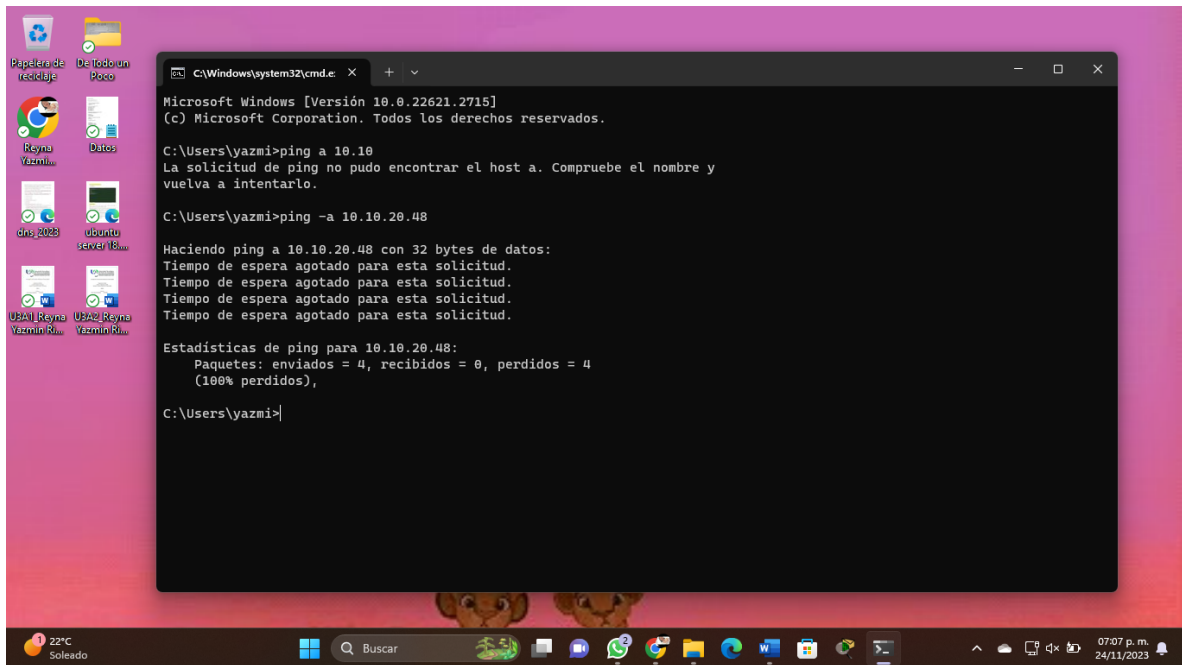 Papelera de
reciclaje
De Todo un
Poco
Reyna
Yazmi...
Datos
dns_2023
ubuntu
server 18....
U3A1_Reyna
Yazmin Ri...
U3A2_Reyna
Yazmin Ri...
C:\Windows\system32\cmd.e:
Microsoft Windows [Versión 10.0.22621.2715]
(c) Microsoft Corporation. Todos los derechos reservados.
C:\Users\yazmi>ping a 10.10
La solicitud de ping no pudo encontrar el host a. Compruebe el nombre y
vuelva a intentarlo.
C:\Users\yazmi>ping -a 10.10.20.48
Haciendo ping a 10.10.20.48 con 32 bytes de datos:
Tiempo de espera agotado para esta solicitud.
Tiempo de espera agotado para esta solicitud.
Tiempo de espera agotado para esta solicitud.
Tiempo de espera agotado para esta solicitud.
Estadísticas de ping para 10.10.20.48:
Paquetes: enviados = 4, recibidos = 0, perdidos = 4
(100% perdidos),
C:\Users\yazmi>
1
22°C
Soleado
Buscar
2
07:07 p. m.
24/11/2023